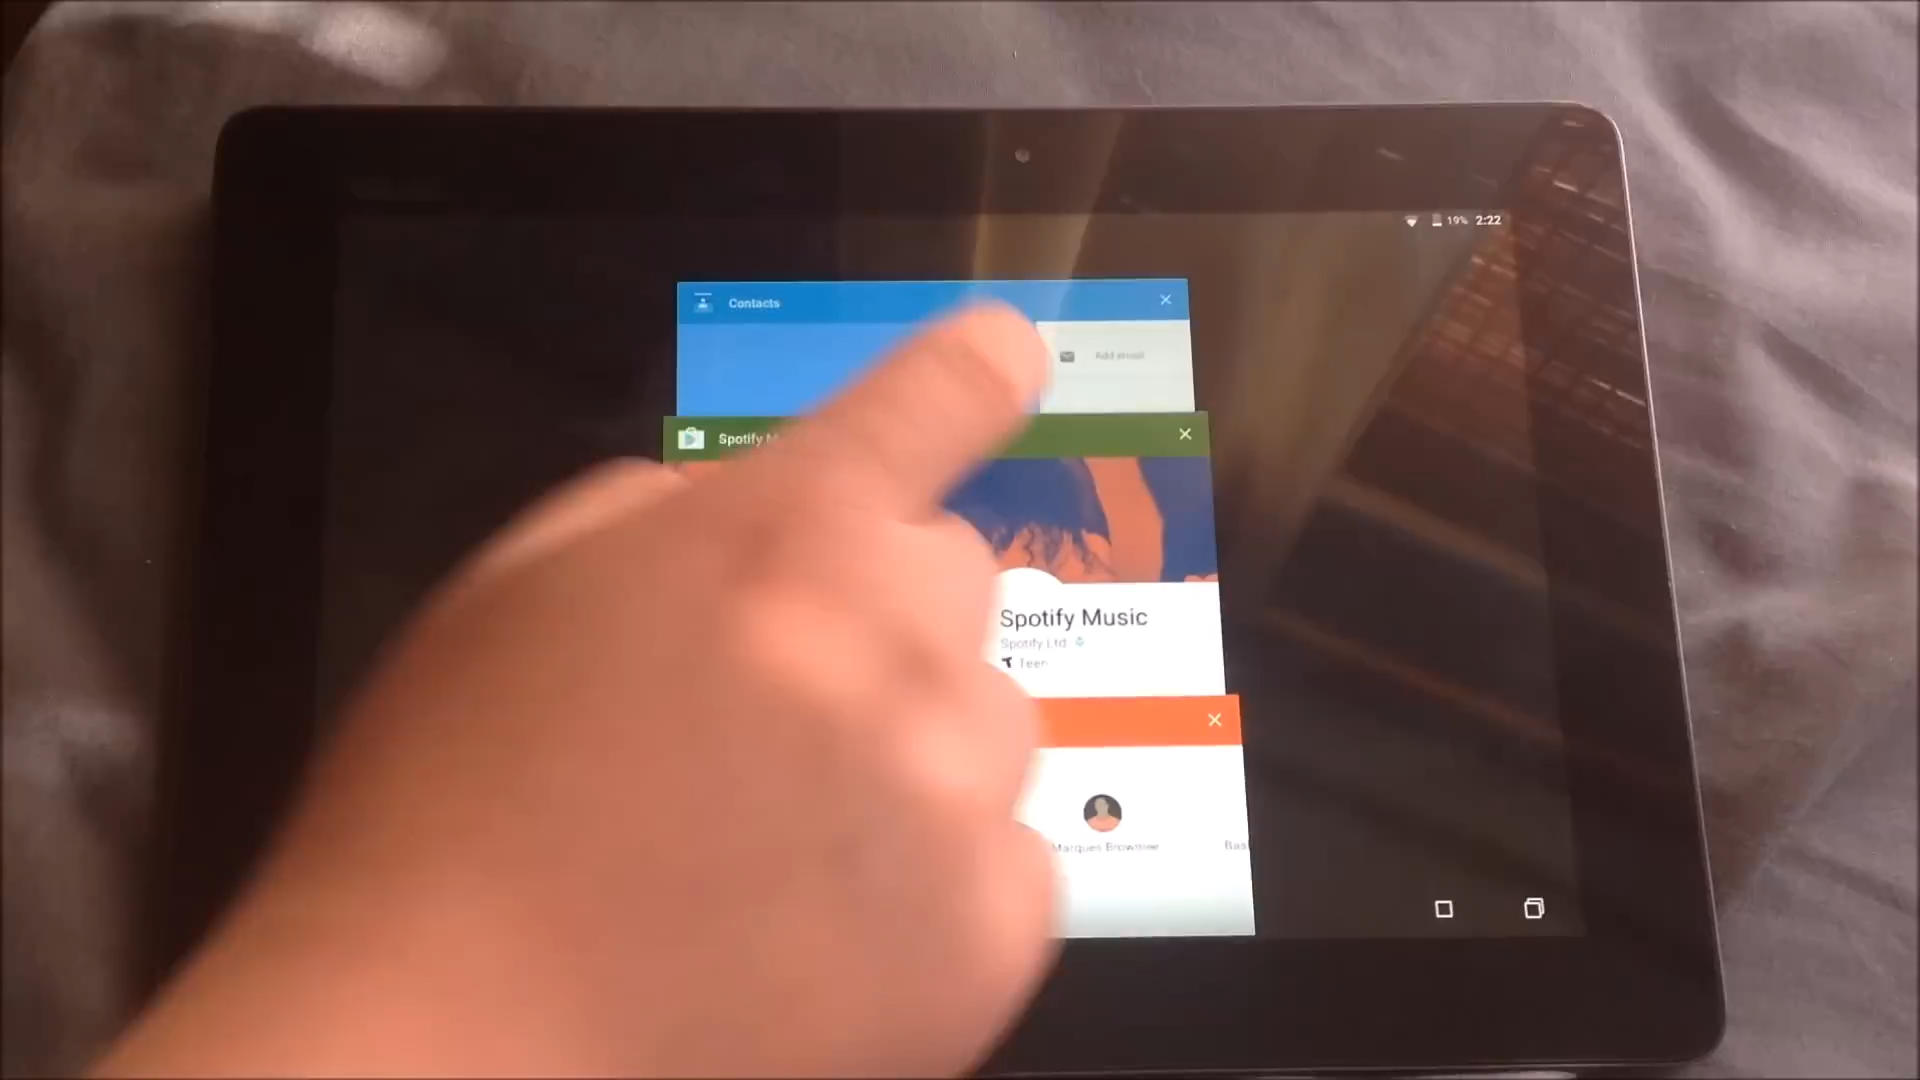 19% 2:22
Contacts
Add email
Spotify
Spotify Music
Spotify Ltd.
Teen
Marques Brownlee